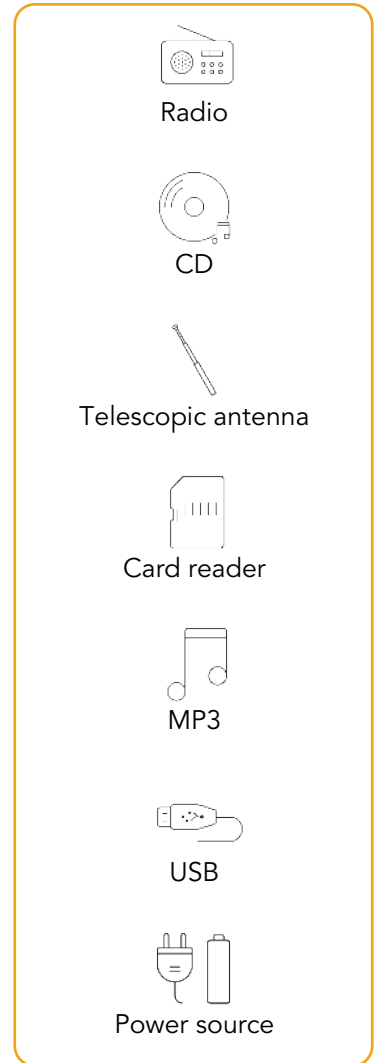 Radio
CD
Telescopic antenna
Card reader
MP3
USB
Power source